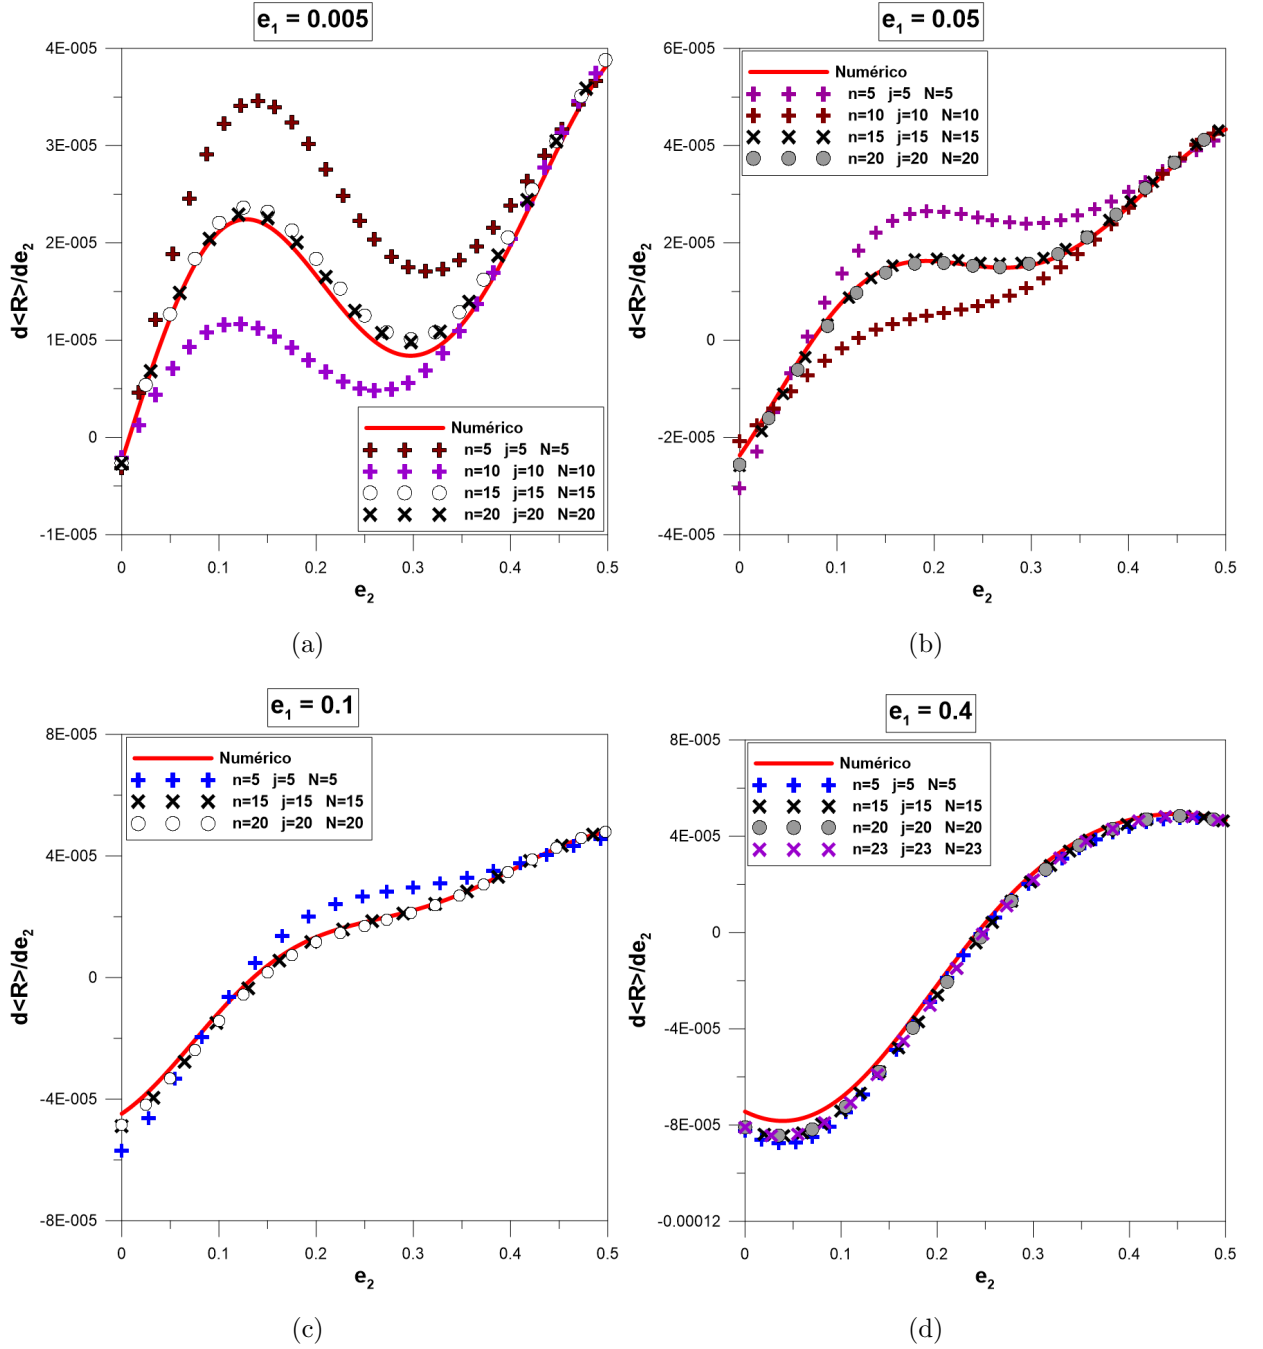 e1 = 0.005
4E-005
3E-005
2E-005
1E-005
0
-1E-005
d<R>/de2
Numérico
n=5 j=5 N=5
n=10 j=10 N=10
n=15 j=15 N=15
n=20 j=20 N=20
0 0.1 0.2 0.3 0.4 0.5
e2
(a)
e1 = 0.05
6E-005
4E-005
2E-005
0
-2E-005
-4E-005
d<R>/de2
Numérico
n=5 j=5 N=5
n=10 j=10 N=10
n=15 j=15 N=15
n=20 j=20 N=20
0 0.1 0.2 0.3 0.4 0.5
e2
(b)
e1 = 0.1
8E-005
4E-005
0
-4E-005
-8E-005
d<R>/de2
Numérico
n=5 j=5 N=5
n=15 j=15 N=15
n=20 j=20 N=20
0 0.1 0.2 0.3 0.4 0.5
e2
(c)
e1 = 0.4
8E-005
4E-005
0
-4E-005
-8E-005
-0.00012
d<R>/de2
Numérico
n=5 j=5 N=5
n=15 j=15 N=15
n=20 j=20 N=20
n=23 j=23 N=23
0 0.1 0.2 0.3 0.4 0.5
e2
(d)